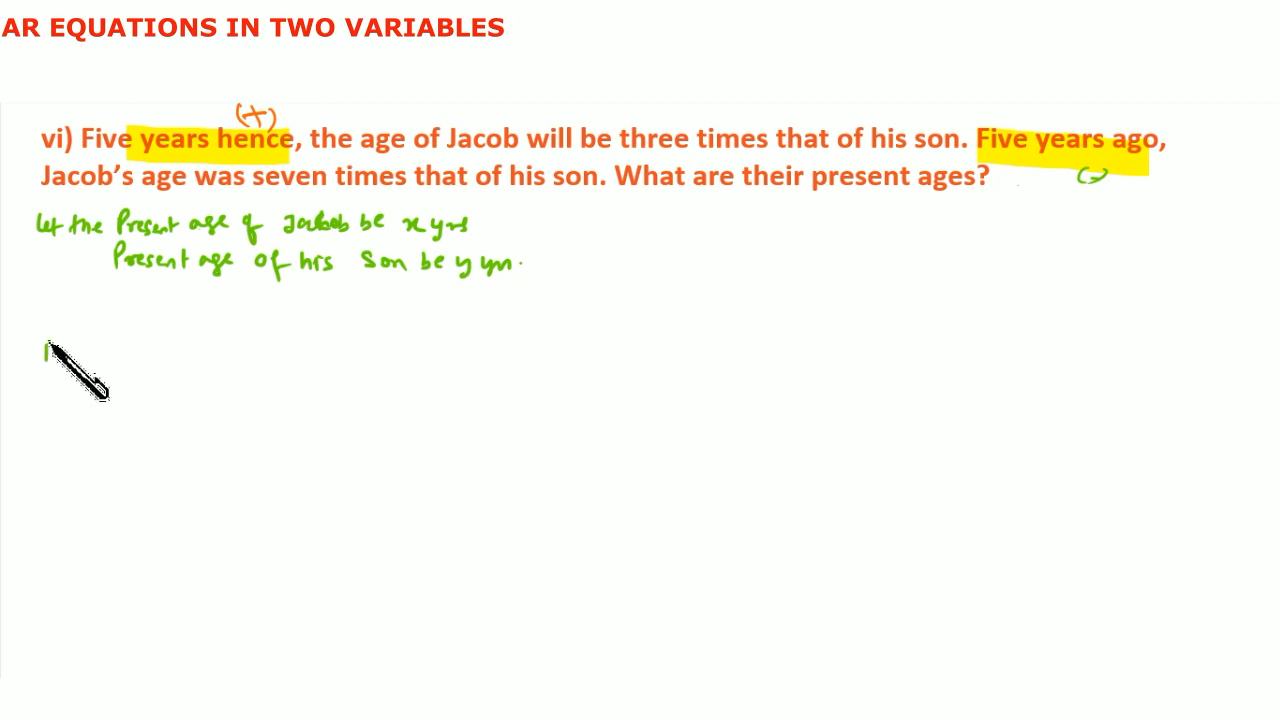 AR EQUATIONS IN TWO VARIABLES
(+)
vi) Five years hence, the age of Jacob will be three times that of his son. Five years ago,
Jacob’s age was seven times that of his son. What are their present ages?
(-)
let the Present age of Jacob be x yrs
Present age of his Son be y yrs.